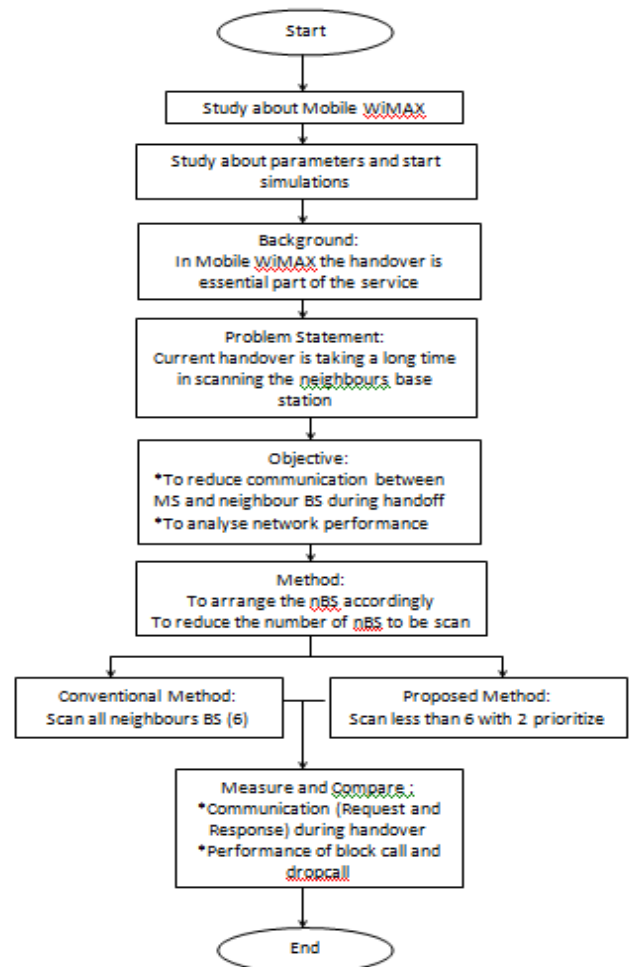 Start
Study about Mobile WiMAX
Study about parameters and start
simulations
Background:
In Mobile WiMAX the handover is
essential part of the service
Problem Statement:
Current handover is taking a long time
in scanning the neighbours base
station
Objective:
*To reduce communication between
MS and neighbour BS during handoff
*To analyse network performance
Method:
To arrange the nBS accordingly
To reduce the number of nBS to be scan
Conventional Method:
Scan all neighbours BS (6)
Proposed Method:
Scan less than 6 with 2 prioritize
Measure and Compare :
*Communication (Request and
Response) during handover
*Performance of block call and
dropcall
End